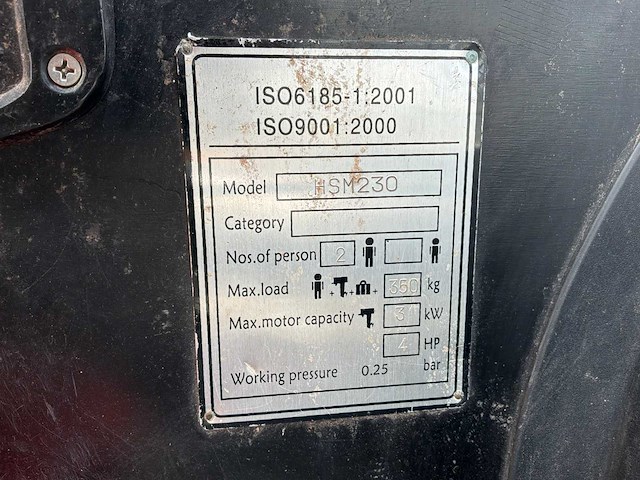 ISO6185-1:2001
ISO9001:2000
Model HSM230
Category
Nos.of person 2
Max.load 350 kg
Max.motor capacity 3 kW
4 HP
Working pressure 0.25 bar